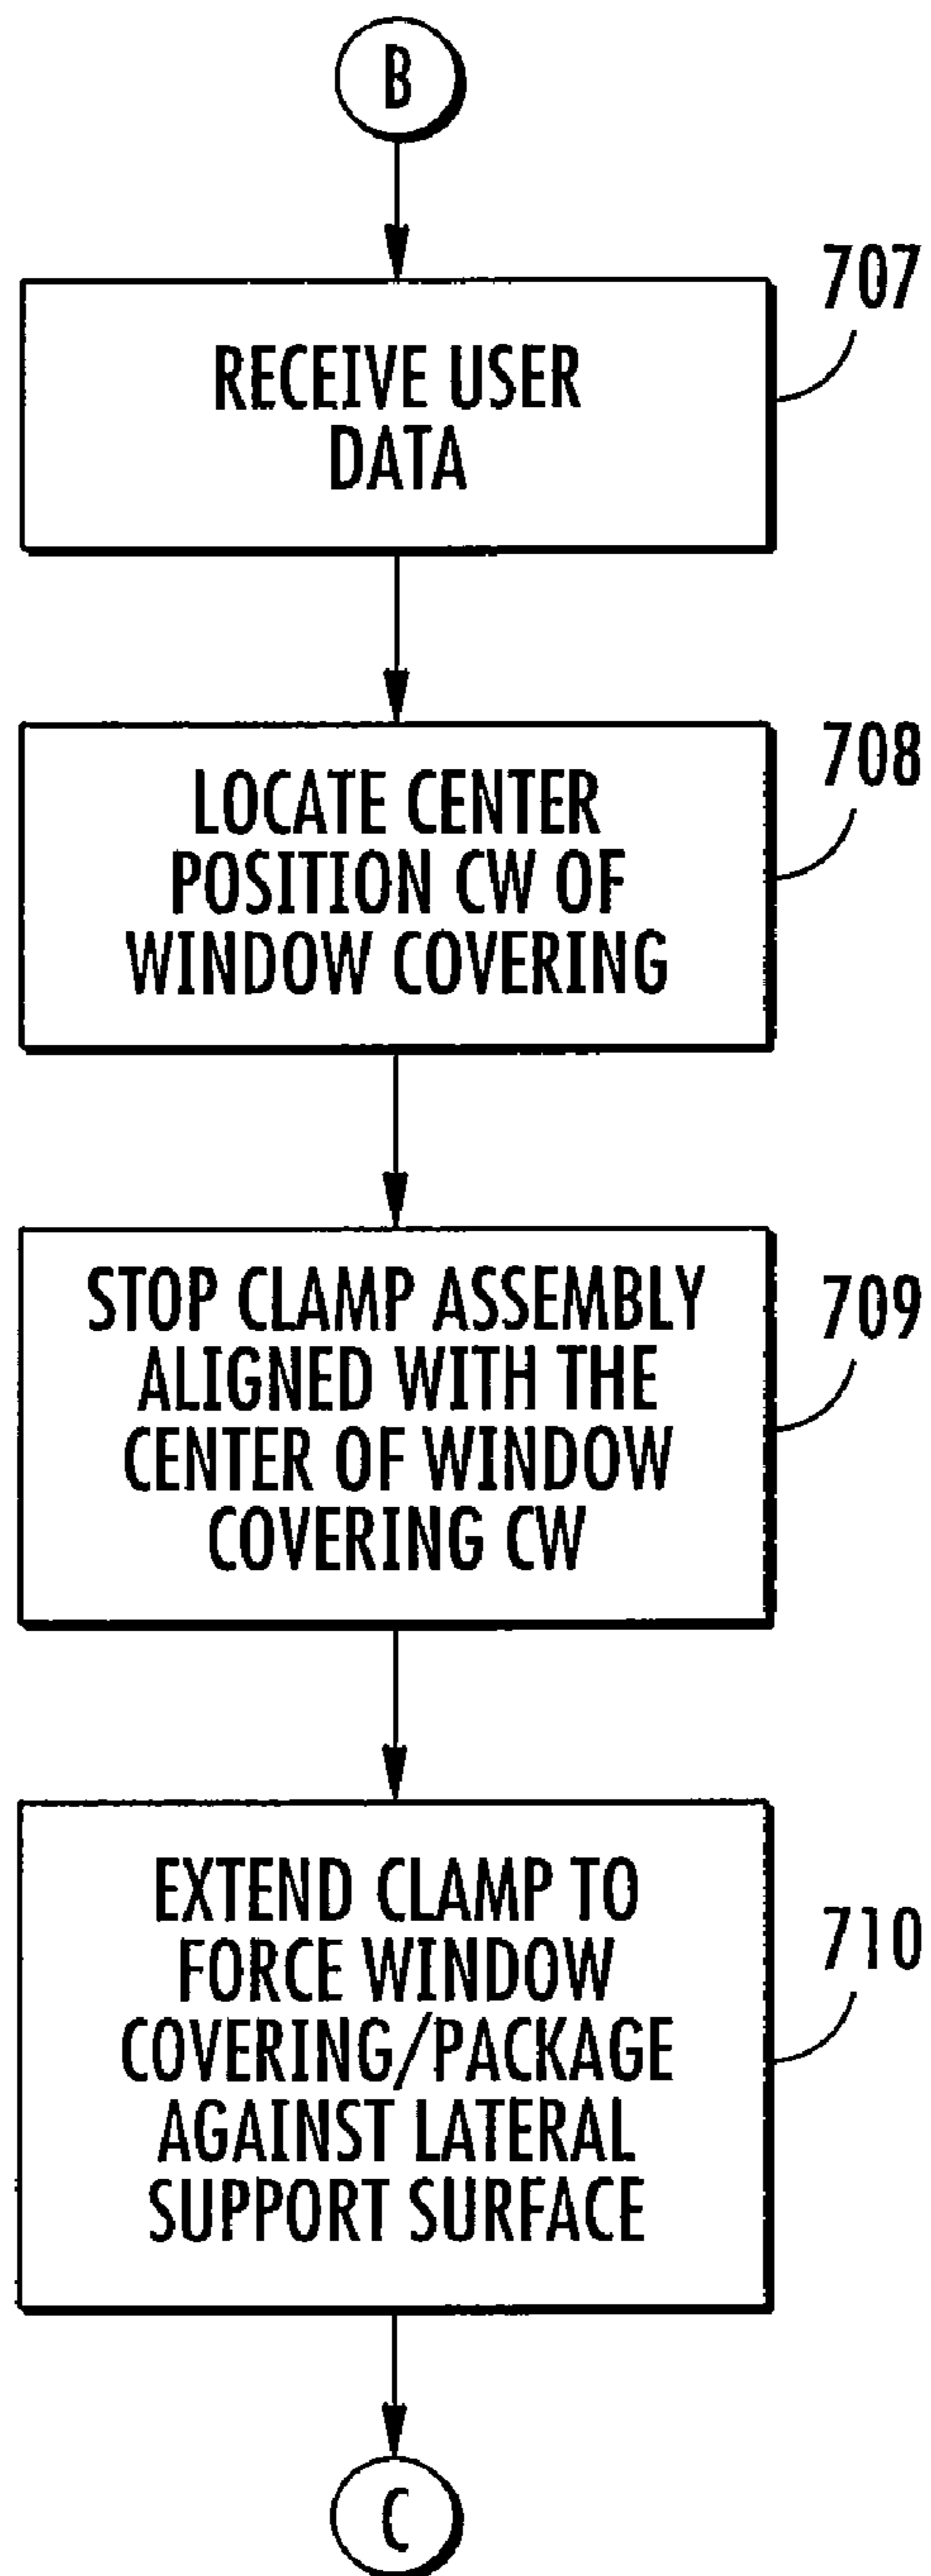 B
707
RECEIVE USER
DATA
708
LOCATE CENTER
POSITION CW OF
WINDOW COVERING
709
STOP CLAMP ASSEMBLY
ALIGNED WITH THE
CENTER OF WINDOW
COVERING CW
710
EXTEND CLAMP TO
FORCE WINDOW
COVERING/PACKAGE
AGAINST LATERAL
SUPPORT SURFACE
C